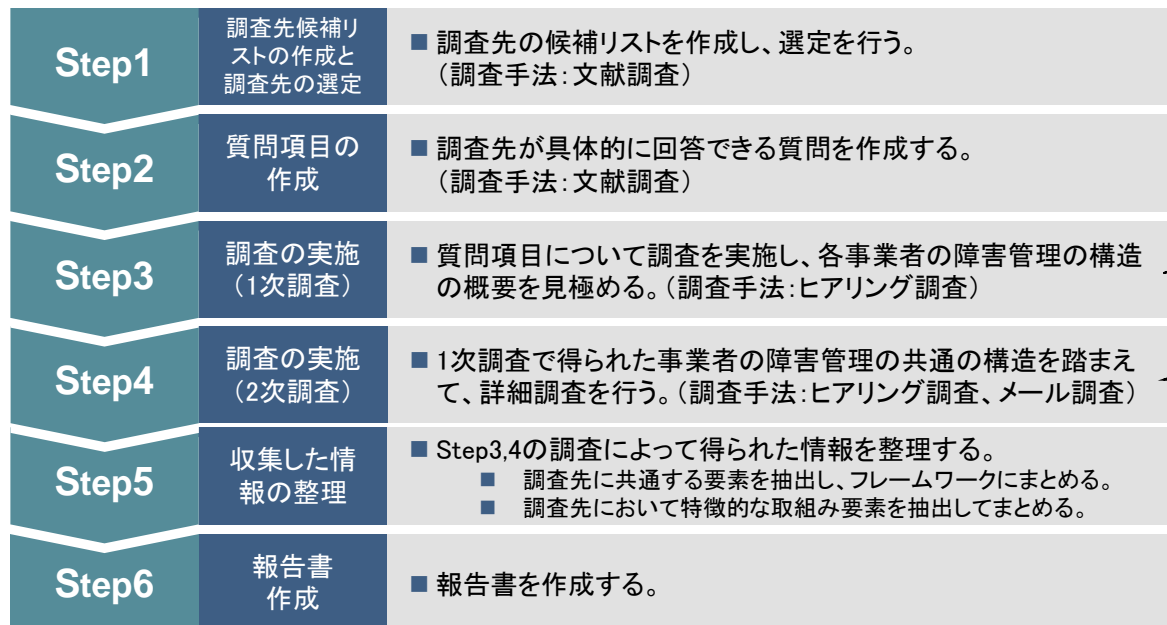 Step1
調査先候補リ
ストの作成と
調査先の選定
■ 調査先の候補リストを作成し、選定を行う。
（調査手法：文献調査）
Step2
質問項目の
作成
■ 調査先が具体的に回答できる質問を作成する。
（調査手法：文献調査）
Step3
調査の実施
（1次調査）
■ 質問項目について調査を実施し、各事業者の障害管理の構造
の概要を見極める。（調査手法：ヒアリング調査）
Step4
調査の実施
（2次調査）
■ 1次調査で得られた事業者の障害管理の共通の構造を踏まえ
て、詳細調査を行う。（調査手法：ヒアリング調査、メール調査）
Step5
収集した情
報の整理
■ Step3,4の調査によって得られた情報を整理する。
■ 調査先に共通する要素を抽出し、フレームワークにまとめる。
■ 調査先において特徴的な取組み要素を抽出してまとめる。
Step6
報告書
作成
■ 報告書を作成する。